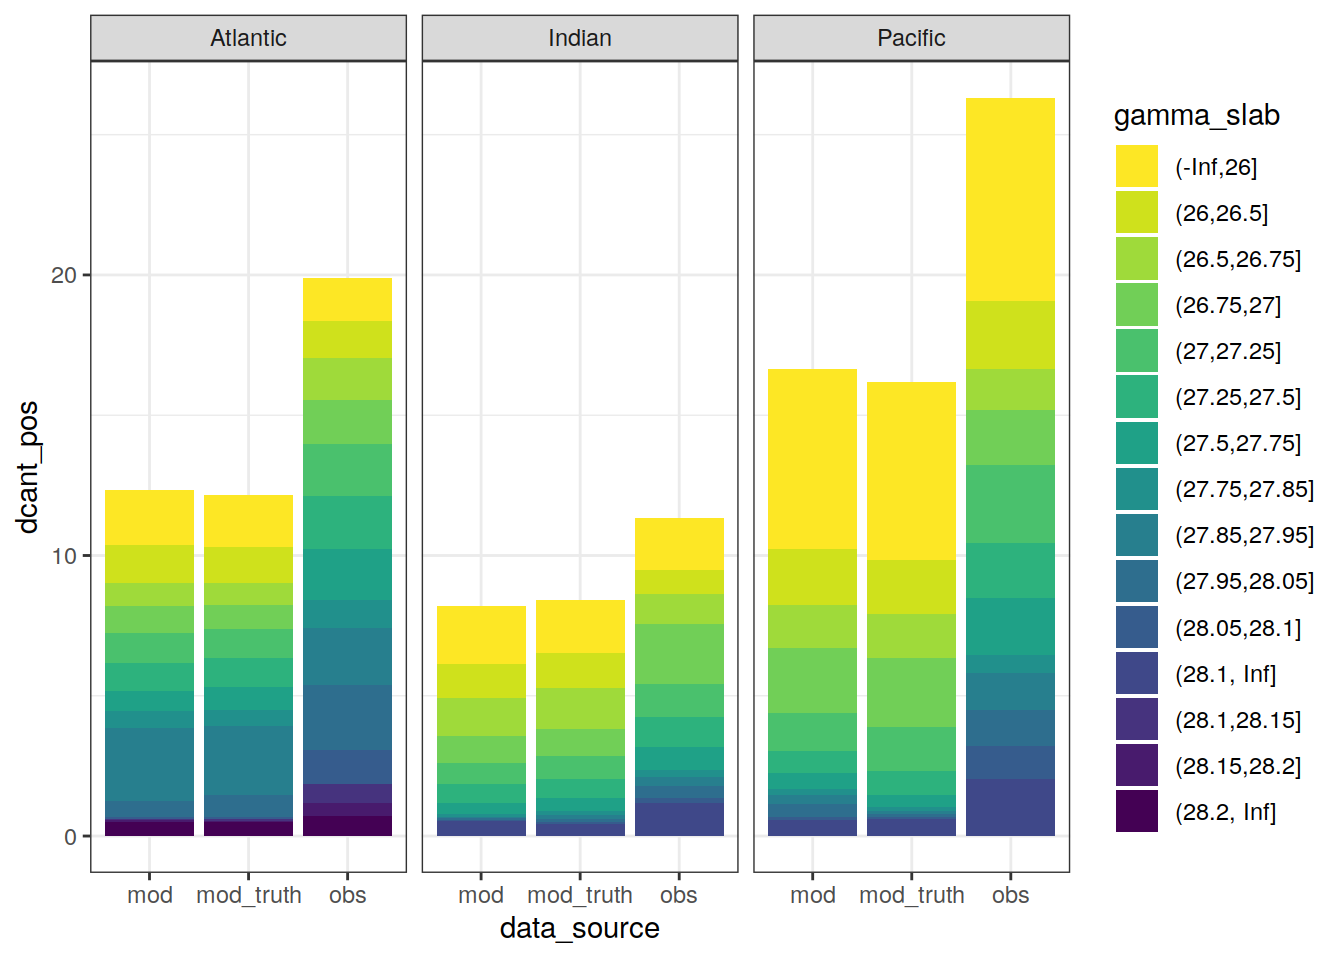 Atlantic
Indian
Pacific
dcant_pos
20
10
0
mod
mod_truth
obs
mod
mod_truth
obs
mod
mod_truth
obs
data_source
gamma_slab
(-Inf,26]
(26,26.5]
(26.5,26.75]
(26.75,27]
(27,27.25]
(27.25,27.5]
(27.5,27.75]
(27.75,27.85]
(27.85,27.95]
(27.95,28.05]
(28.05,28.1]
(28.1, Inf]
(28.1,28.15]
(28.15,28.2]
(28.2, Inf]